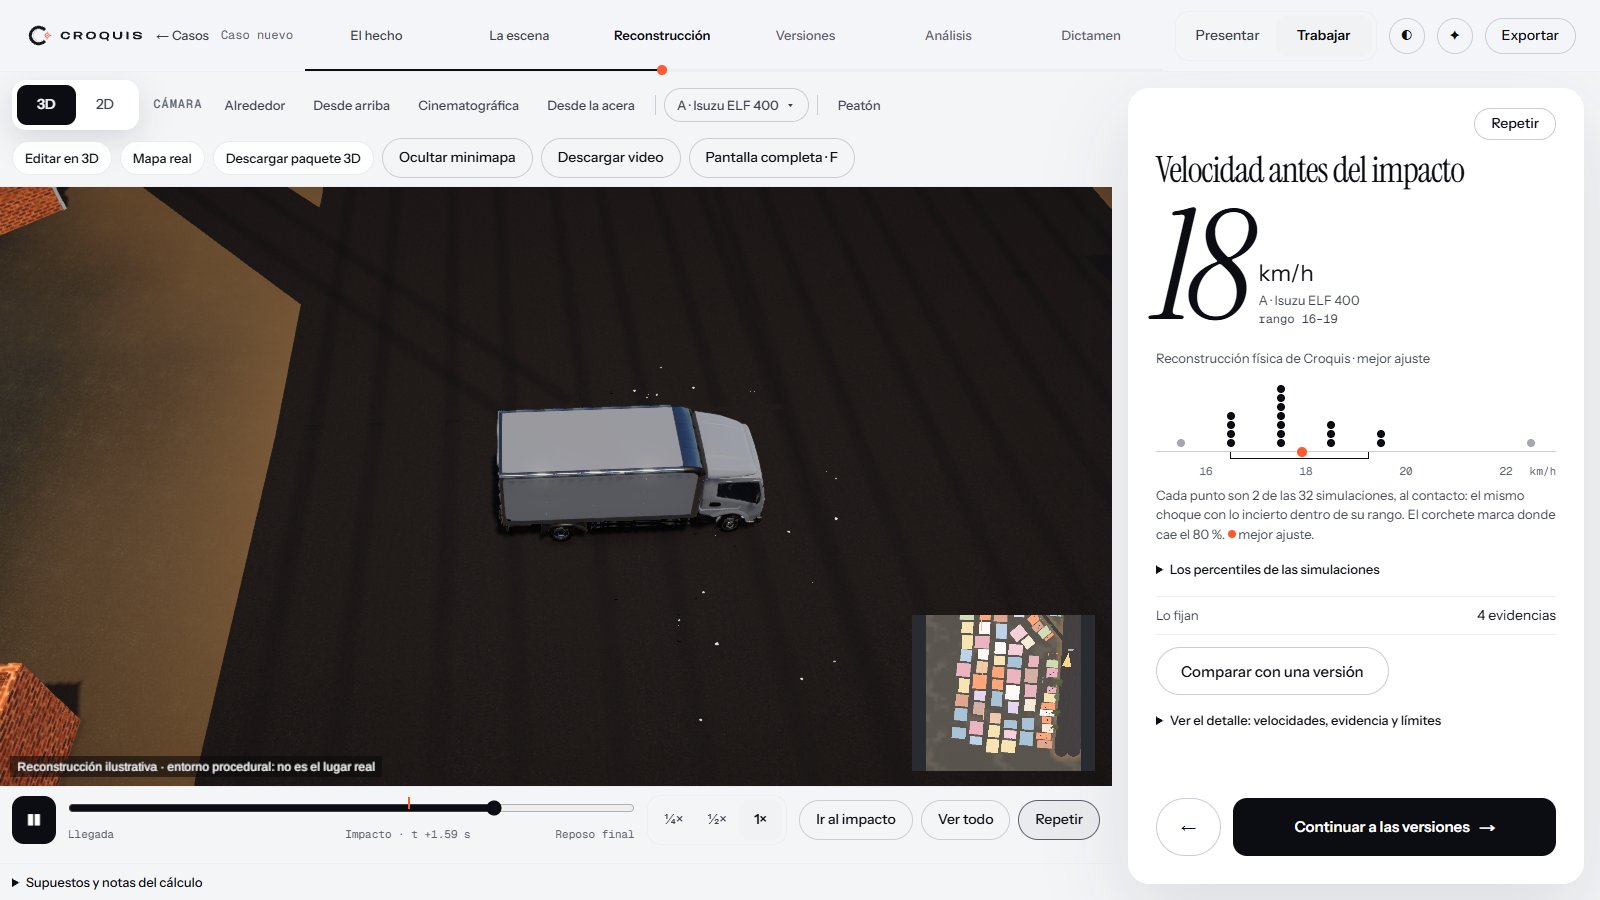 CROQUIS
← Casos
Caso nuevo
El hecho
La escena
Reconstrucción
Versiones
Análisis
Dictamen
Presentar
Trabajar
Exportar
3D
2D
CÁMARA
Alrededor
Desde arriba
Cinematográfica
Desde la acera
A · Isuzu ELF 400
Peatón
Editar en 3D
Mapa real
Descargar paquete 3D
Ocultar minimapa
Descargar video
Pantalla completa · F
Reconstrucción ilustrativa · entorno procedural: no es el lugar real
Llegada
Impacto · t +1.59 s
Reposo final
¼×
½×
1×
Ir al impacto
Ver todo
Repetir
Supuestos y notas del cálculo
Repetir
Velocidad antes del impacto
18
km/h
A · Isuzu ELF 400
rango 16–19
Reconstrucción física de Croquis · mejor ajuste
16 18 20 22 km/h
Cada punto son 2 de las 32 simulaciones, al contacto: el mismo
choque con lo incierto dentro de su rango. El corchete marca donde
cae el 80 %. mejor ajuste.
Los percentiles de las simulaciones
Lo fijan
4 evidencias
Comparar con una versión
Ver el detalle: velocidades, evidencia y límites
←
Continuar a las versiones →